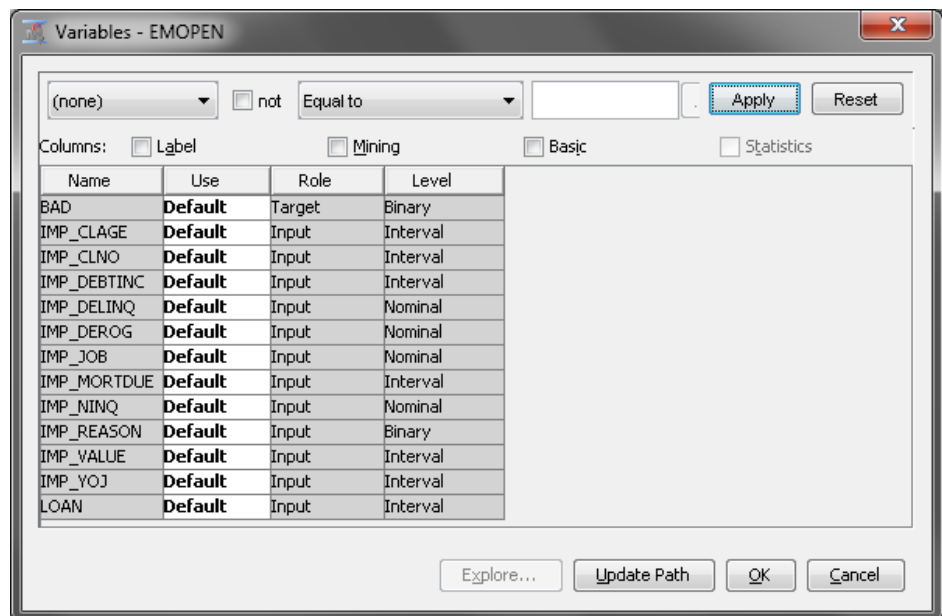 Variables - EMOPEN
(none) not Equal to . Apply Reset
Columns: Label Mining Basic Statistics
Name Use Role Level
BAD Default Target Binary
IMP_CLAGE Default Input Interval
IMP_CLNO Default Input Interval
IMP_DEBTINC Default Input Interval
IMP_DELINQ Default Input Nominal
IMP_DEROG Default Input Nominal
IMP_JOB Default Input Nominal
IMP_MORTDUE Default Input Interval
IMP_NINQ Default Input Nominal
IMP_REASON Default Input Binary
IMP_VALUE Default Input Interval
IMP_YOJ Default Input Interval
LOAN Default Input Interval
Explore... Update Path OK Cancel